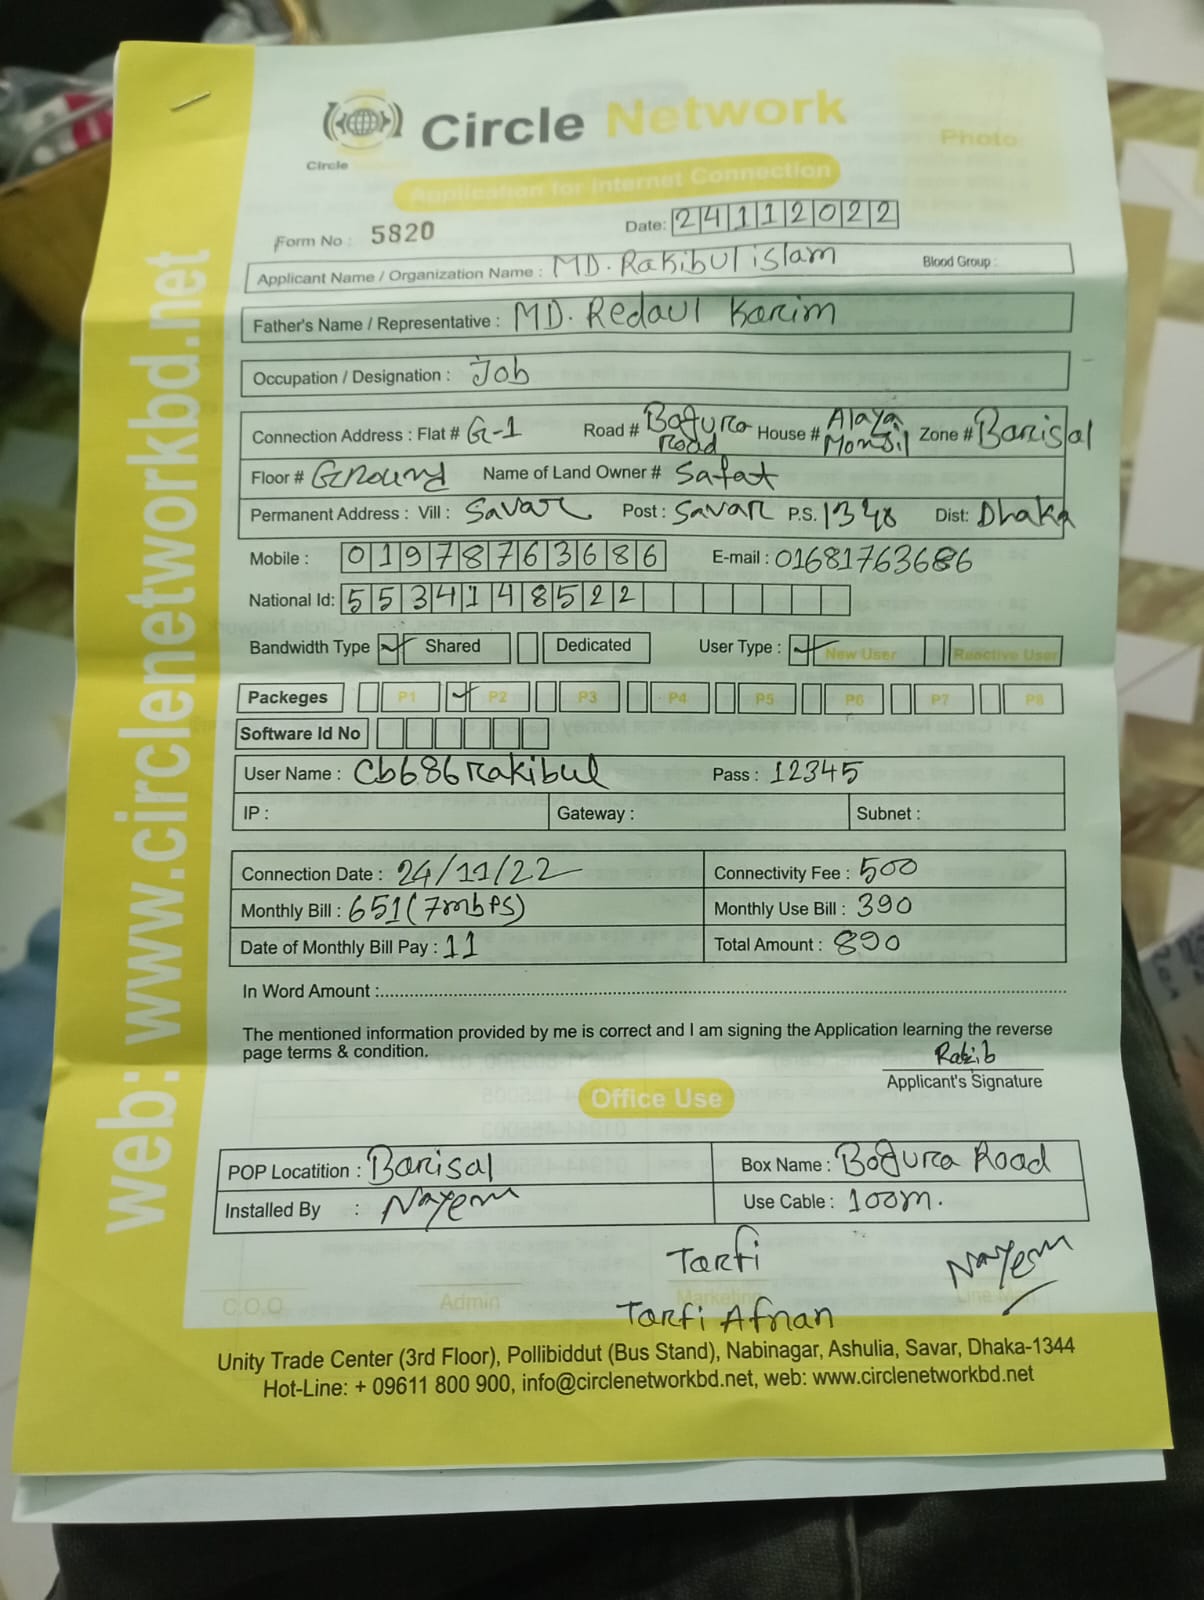 Circle Network
Circle
Photo
Application for Internet Connection
Form No : 5820
Date: 24112022
Applicant Name / Organization Name : MD. Rakibul islam Blood Group :
Father's Name / Representative : MD. Redaul Karim
Occupation / Designation : Job
Connection Address : Flat # G-1 Road # Bogura Road House # Alaya Monjil Zone # Barisal
Floor # Ground Name of Land Owner # Safat
Permanent Address : Vill : Savar Post : Savar P.S. 1348 Dist: Dhaka
Mobile : 01978763686 E-mail : 01681763686
National Id: 5534148522
Bandwidth Type Shared Dedicated User Type : New User Reactive User
Packeges P1 P2 P3 P4 P5 P6 P7 P8
Software Id No
User Name : Cb686rakibul Pass : 12345
IP : Gateway : Subnet :
Connection Date : 24/11/22 Connectivity Fee : 500
Monthly Bill : 651 (7mbps) Monthly Use Bill : 390
Date of Monthly Bill Pay : 11 Total Amount : 890
In Word Amount :
The mentioned information provided by me is correct and I am signing the Application learning the reverse
page terms & condition.
Rakib
Applicant's Signature
Office Use
POP Locatition : Barisal Box Name : Bogura Road
Installed By : Nayem Use Cable : 100m.
Tarfi Nayem
C.O.O Admin Marketing Line Man
Tarfi Afnan
Unity Trade Center (3rd Floor), Pollibiddut (Bus Stand), Nabinagar, Ashulia, Savar, Dhaka-1344
Hot-Line: + 09611 800 900, info@circlenetworkbd.net, web: www.circlenetworkbd.net
web: www.circlenetworkbd.net